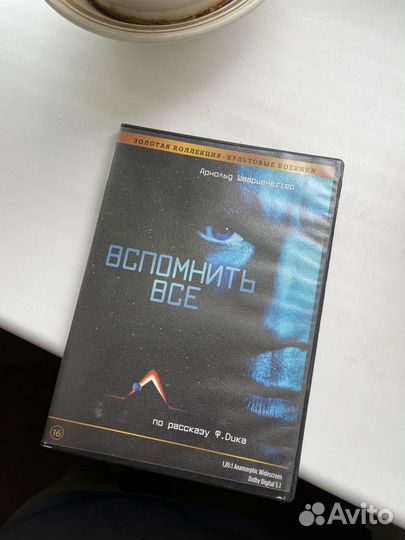 ЗОЛОТАЯ КОЛЛЕКЦИЯ · КУЛЬТОВЫЕ БОЕВИКИ
Арнольд Шварценеггер
ВСПОМНИТЬ
ВСЕ
по рассказу Ф.Дика
16
1,85:1 Anamorphic Widescreen
Dolby Digital 5.1
Avito